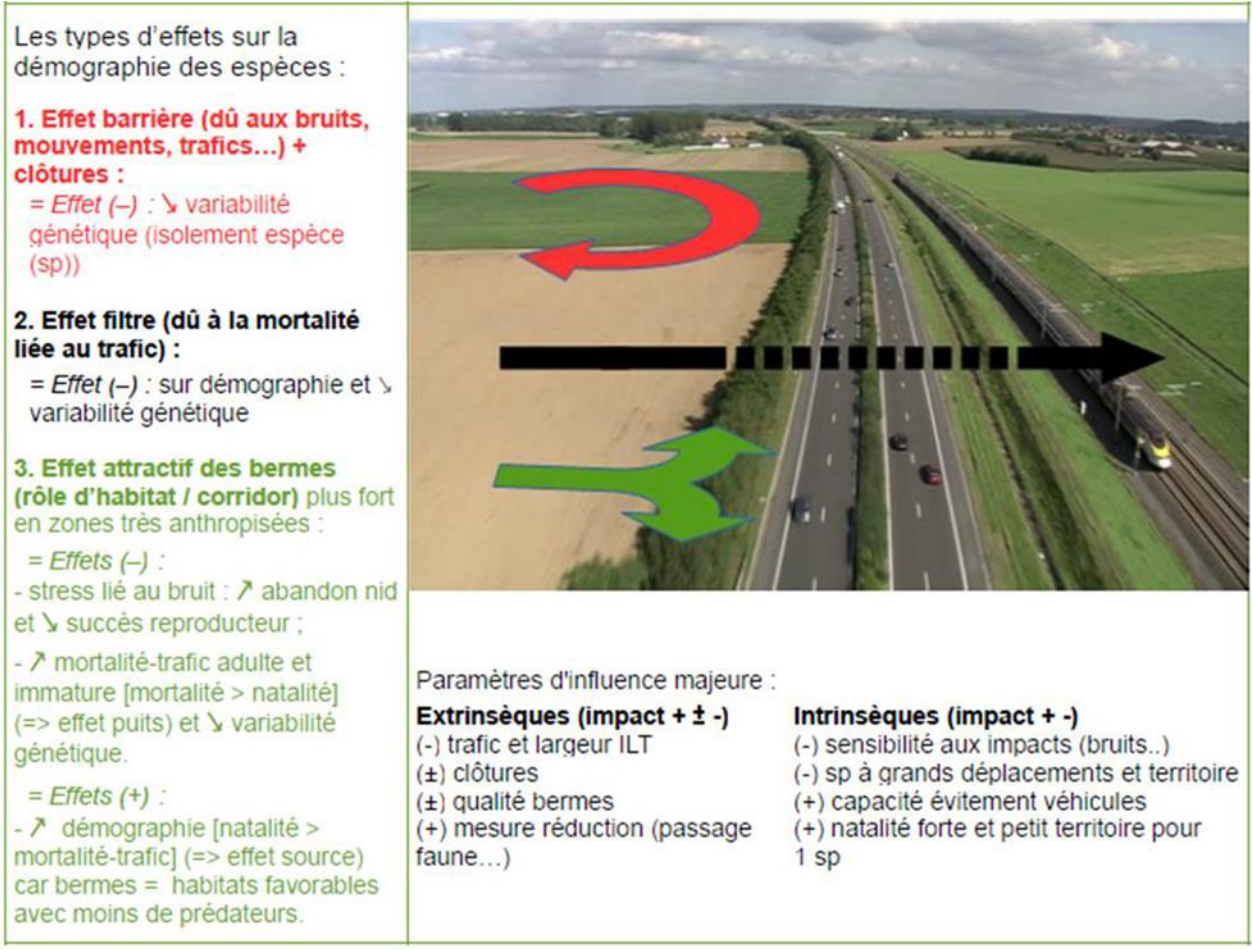 Les types d'effets sur la
démographie des espèces :
1. Effet barrière (dû aux bruits,
mouvements, trafics…) +
clôtures :
= Effet (–) : ↘ variabilité
génétique (isolement espèce
(sp))
2. Effet filtre (dû à la mortalité
liée au trafic) :
= Effet (–) : sur démographie et ↘
variabilité génétique
3. Effet attractif des bermes
(rôle d'habitat / corridor) plus fort
en zones très anthropisées :
= Effets (–) :
- stress lié au bruit : ↗ abandon nid
et ↘ succès reproducteur ;
- ↗ mortalité-trafic adulte et
immature [mortalité > natalité]
(=> effet puits) et ↘ variabilité
génétique.
= Effets (+) :
- ↗ démographie [natalité >
mortalité-trafic] (=> effet source)
car bermes = habitats favorables
avec moins de prédateurs.
Paramètres d'influence majeure :
Extrinsèques (impact + ± -)
(-) trafic et largeur ILT
(±) clôtures
(±) qualité bermes
(+) mesure réduction (passage
faune…)
Intrinsèques (impact + -)
(-) sensibilité aux impacts (bruits..)
(-) sp à grands déplacements et territoire
(+) capacité évitement véhicules
(+) natalité forte et petit territoire pour
1 sp